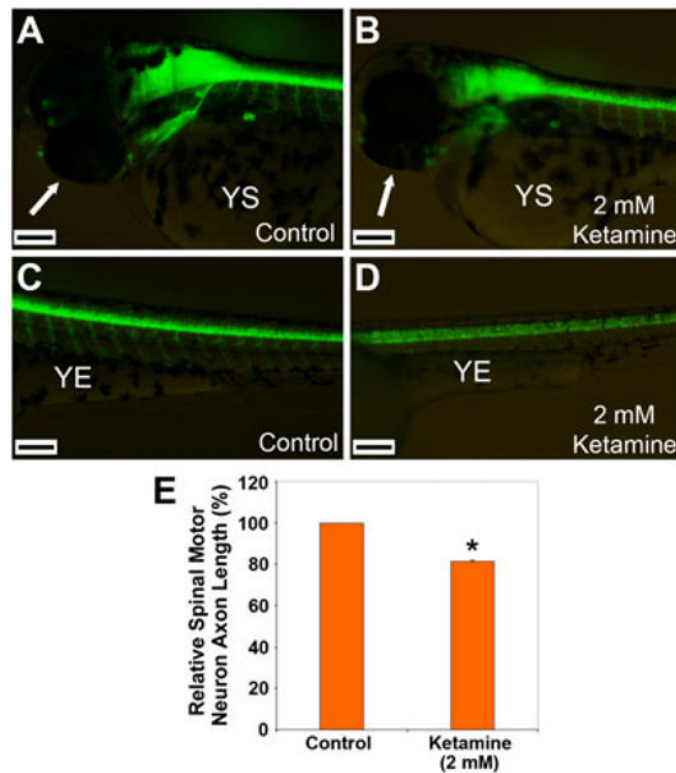 A
YS
Control
B
YS
2 mM
Ketamine
C
YE
Control
D
YE
2 mM
Ketamine
E
Relative Spinal Motor
Neuron Axon Length (%)
120
100
80
60
40
20
0
*
Control
Ketamine
(2 mM)